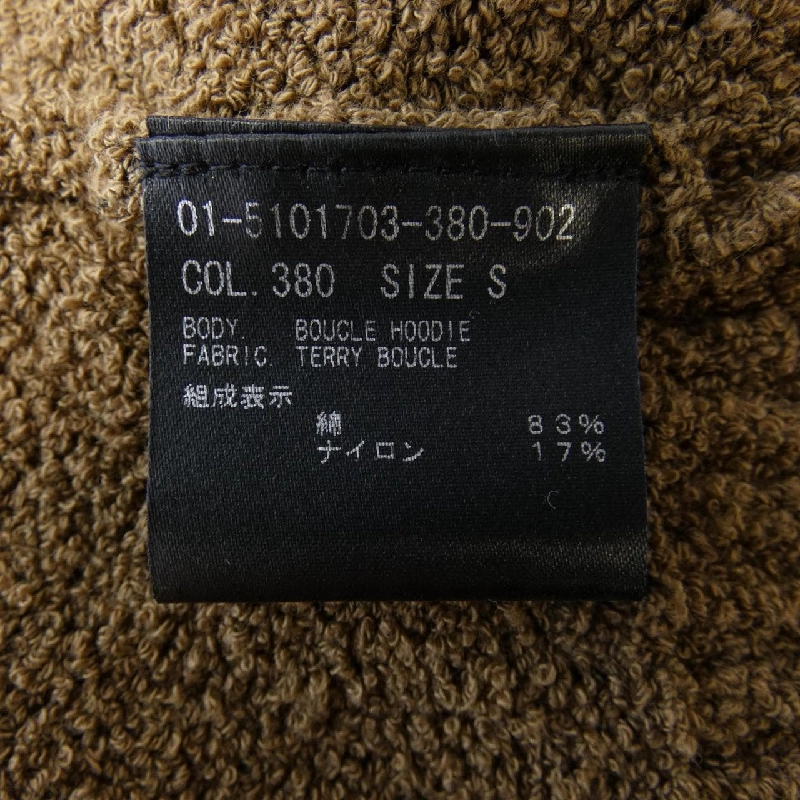 01-5101703-380-902
COL. 380 SIZE S
BODY. BOUCLE HOODIE
FABRIC. TERRY BOUCLE
組成表示
綿 83%
ナイロン 17%